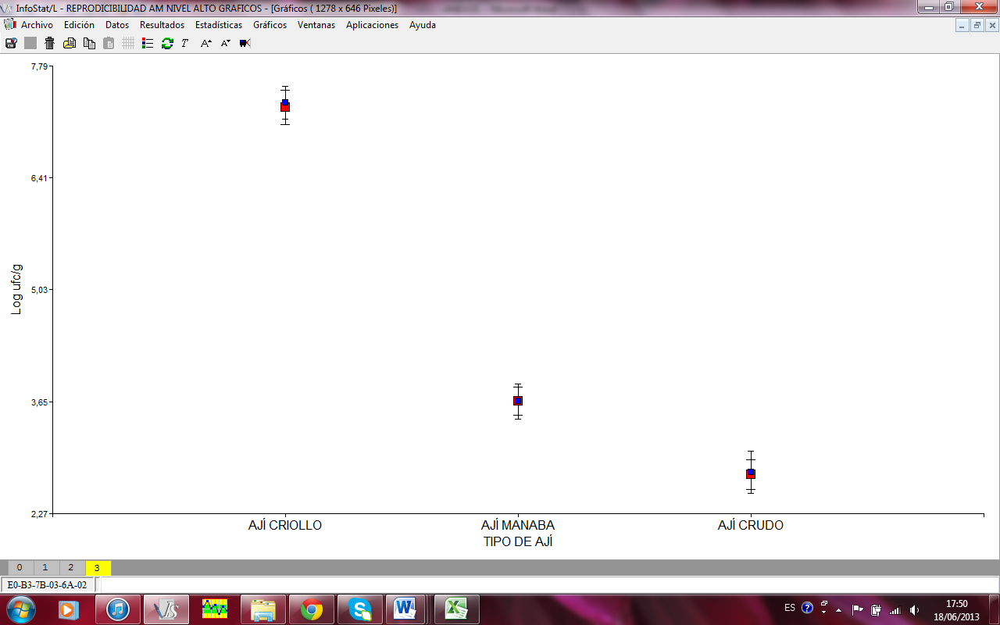 InfoStat/L - REPRODICIBILIDAD AM NIVEL ALTO GRAFICOS - [Gráficos ( 1278 x 646 Pixeles)]
Archivo Edición Datos Resultados Estadísticas Gráficos Ventanas Aplicaciones Ayuda
7,79
6,41
5,03
3,65
2,27
Log ufc/g
AJÍ CRIOLLO AJÍ MANABA AJÍ CRUDO
TIPO DE AJÍ
0 1 2 3
E0-B3-7B-03-6A-02
ES 17:50
18/06/2013